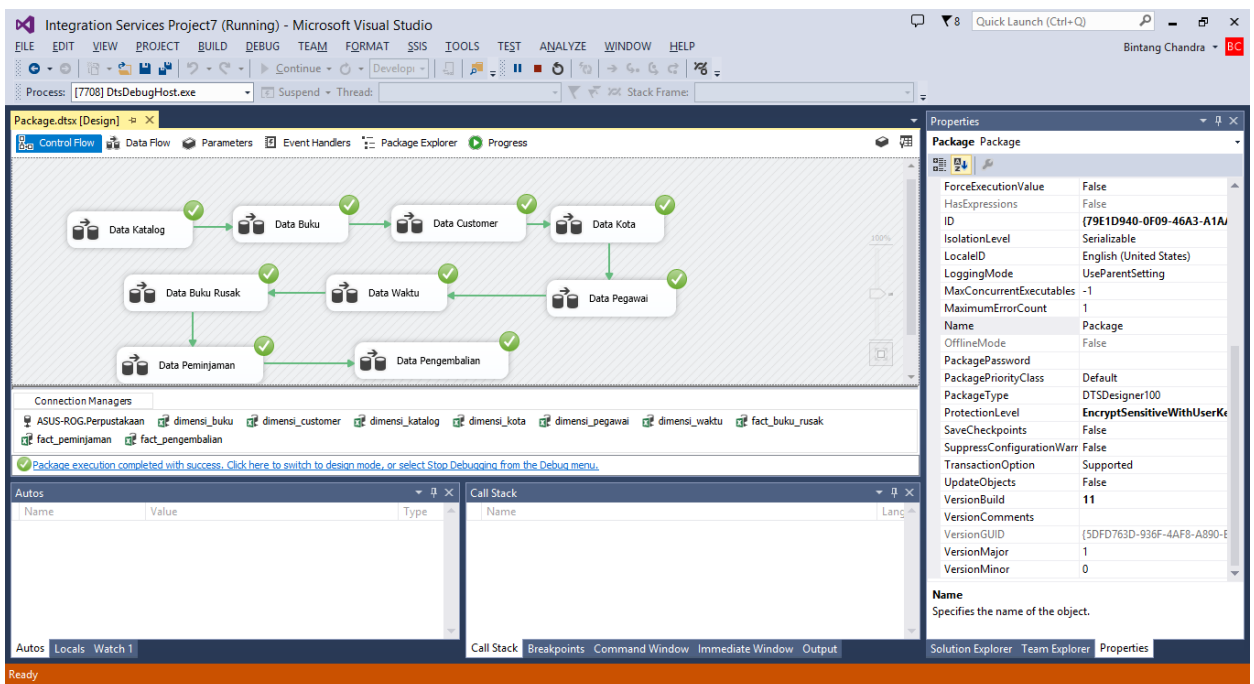 Integration Services Project7 (Running) - Microsoft Visual Studio
8 Quick Launch (Ctrl+Q)
FILE EDIT VIEW PROJECT BUILD DEBUG TEAM FORMAT SSIS TOOLS TEST ANALYZE WINDOW HELP
Bintang Chandra BC
Continue Developı
Process: [7708] DtsDebugHost.exe Suspend Thread: Stack Frame:
Package.dtsx [Design]
Control Flow Data Flow Parameters Event Handlers Package Explorer Progress
Data Katalog Data Buku Data Customer Data Kota
100%
Data Buku Rusak Data Waktu Data Pegawai
Data Peminjaman Data Pengembalian
Connection Managers
ASUS-ROG.Perpustakaan dimensi_buku dimensi_customer dimensi_katalog dimensi_kota dimensi_pegawai dimensi_waktu fact_buku_rusak
fact_peminjaman fact_pengembalian
Package execution completed with success. Click here to switch to design mode, or select Stop Debugging from the Debug menu.
Autos
Name Value Type
Autos Locals Watch 1
Call Stack
Name Lang
Call Stack Breakpoints Command Window Immediate Window Output
Properties
Package Package
ForceExecutionValue False
HasExpressions False
ID {79E1D940-0F09-46A3-A1A
IsolationLevel Serializable
LocaleID English (United States)
LoggingMode UseParentSetting
MaxConcurrentExecutables -1
MaximumErrorCount 1
Name Package
OfflineMode False
PackagePassword
PackagePriorityClass Default
PackageType DTSDesigner100
ProtectionLevel EncryptSensitiveWithUserKe
SaveCheckpoints False
SuppressConfigurationWarr False
TransactionOption Supported
UpdateObjects False
VersionBuild 11
VersionComments
VersionGUID {5DFD763D-936F-4AF8-A890-E
VersionMajor 1
VersionMinor 0
Name
Specifies the name of the object.
Solution Explorer Team Explorer Properties
Ready